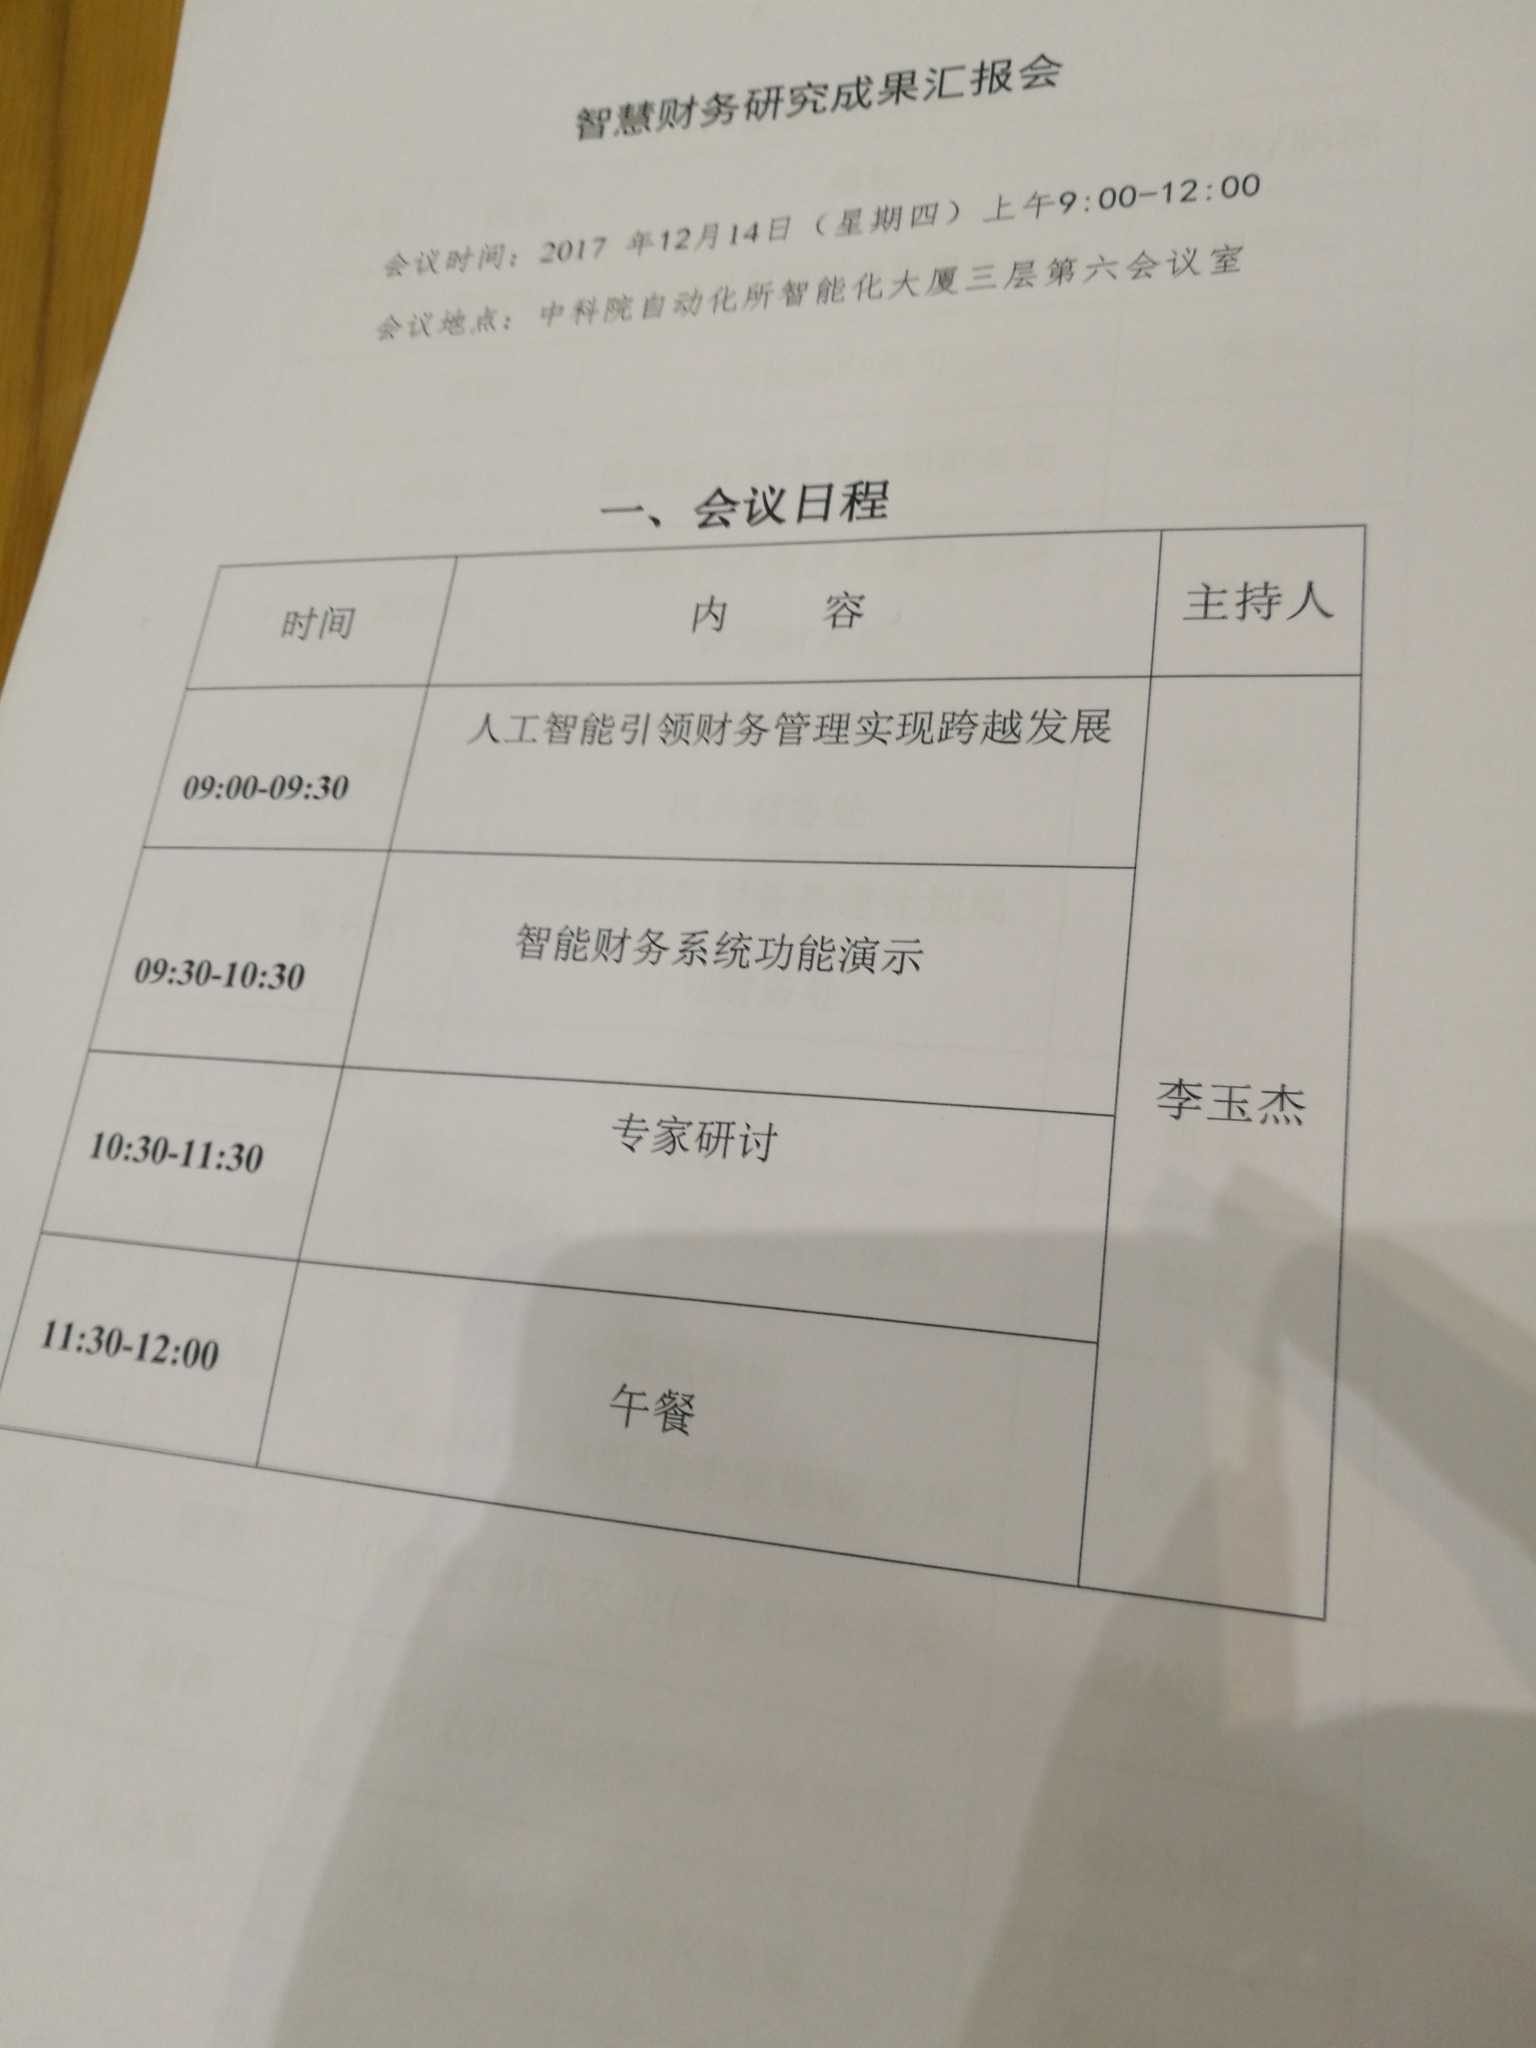 智慧财务研究成果汇报会
会议时间：2017 年12月14日（星期四）上午9:00-12:00
会议地点：中科院自动化所智能化大厦三层第六会议室
一、会议日程
时间 内 容 主持人
09:00-09:30 人工智能引领财务管理实现跨越发展
09:30-10:30 智能财务系统功能演示
李玉杰
10:30-11:30 专家研讨
11:30-12:00 午餐